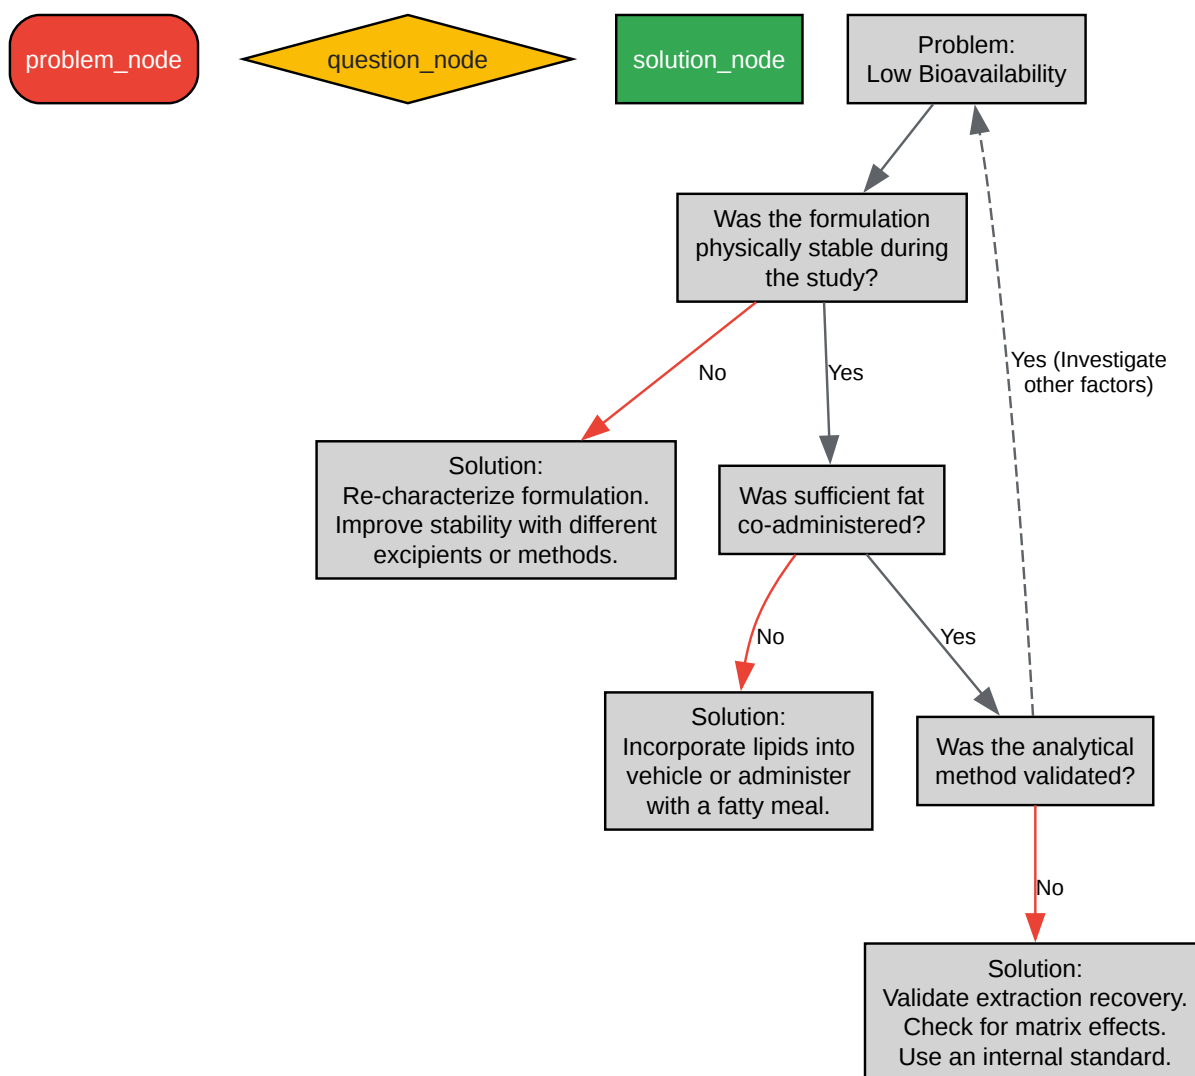 problem_node
question_node
solution_node
Problem:
Low Bioavailability
Was the formulation
physically stable during
the study?
No
Yes
Yes (Investigate
other factors)
Solution:
Re-characterize formulation.
Improve stability with different
excipients or methods.
Was sufficient fat
co-administered?
No
Yes
Solution:
Incorporate lipids into
vehicle or administer
with a fatty meal.
Was the analytical
method validated?
No
Solution:
Validate extraction recovery.
Check for matrix effects.
Use an internal standard.